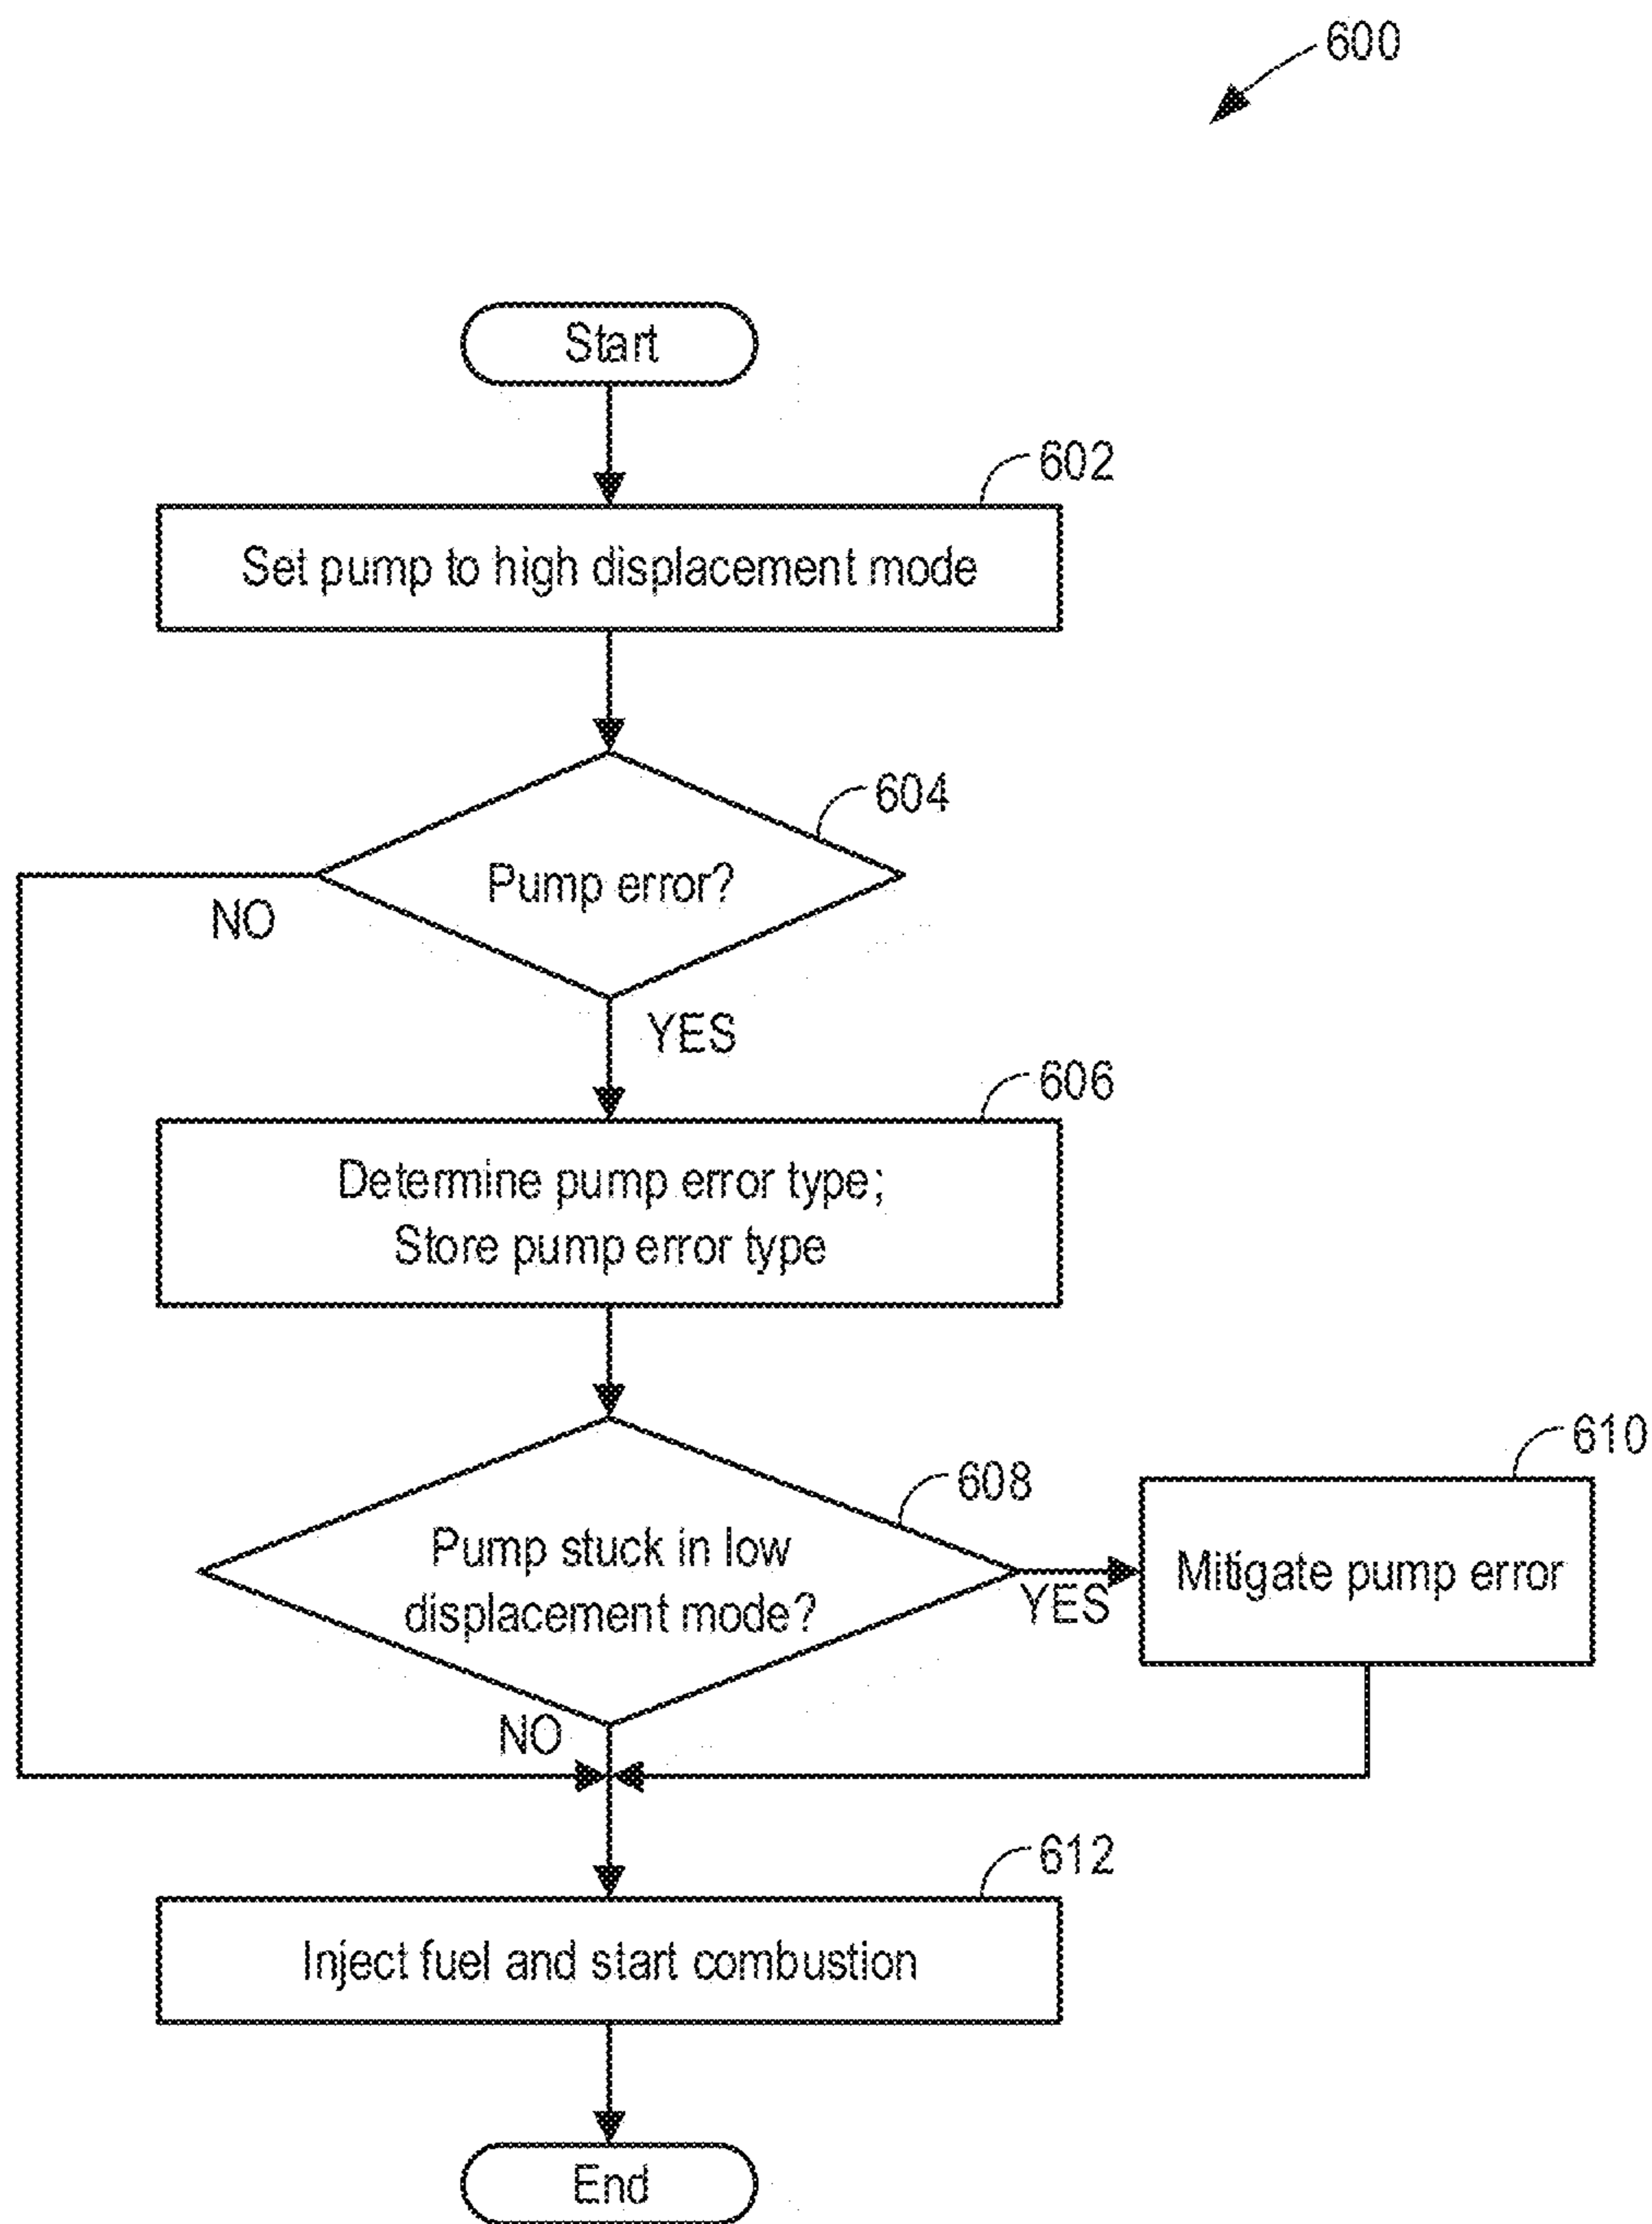 600
Start
602
Set pump to high displacement mode
604
Pump error?
NO
YES
606
Determine pump error type;
Store pump error type
608
Pump stuck in low
displacement mode?
YES
610
Mitigate pump error
NO
612
Inject fuel and start combustion
End